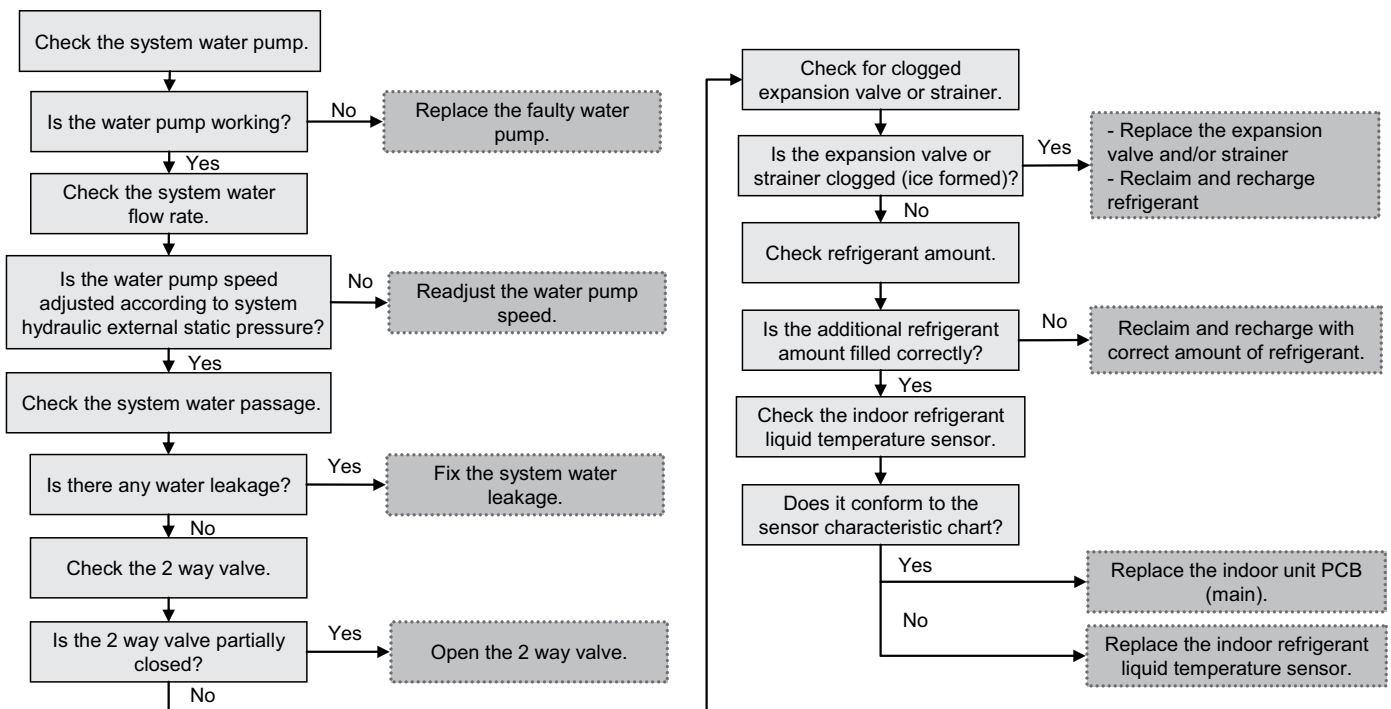 Check the system water pump.
Is the water pump working?
No
Replace the faulty water
pump.
Yes
Check the system water
flow rate.
Is the water pump speed
adjusted according to system
hydraulic external static pressure?
No
Readjust the water pump
speed.
Yes
Check the system water passage.
Is there any water leakage?
Yes
Fix the system water
leakage.
No
Check the 2 way valve.
Is the 2 way valve partially
closed?
Yes
Open the 2 way valve.
No
Check for clogged
expansion valve or strainer.
Is the expansion valve or
strainer clogged (ice formed)?
Yes
- Replace the expansion
valve and/or strainer
- Reclaim and recharge
refrigerant
No
Check refrigerant amount.
Is the additional refrigerant
amount filled correctly?
No
Reclaim and recharge with
correct amount of refrigerant.
Yes
Check the indoor refrigerant
liquid temperature sensor.
Does it conform to the
sensor characteristic chart?
Yes
Replace the indoor unit PCB
(main).
No
Replace the indoor refrigerant
liquid temperature sensor.